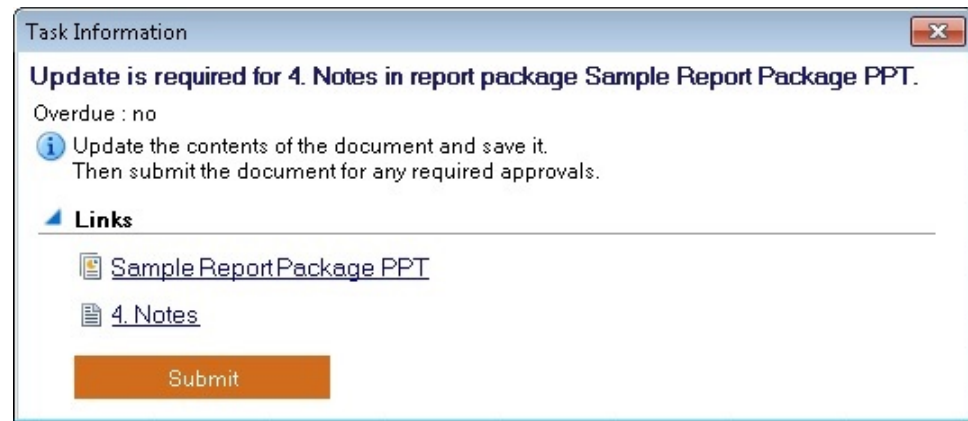 Task Information
Update is required for 4. Notes in report package Sample Report Package PPT.
Overdue : no
Update the contents of the document and save it.
Then submit the document for any required approvals.
Links
Sample Report Package PPT
4. Notes
Submit